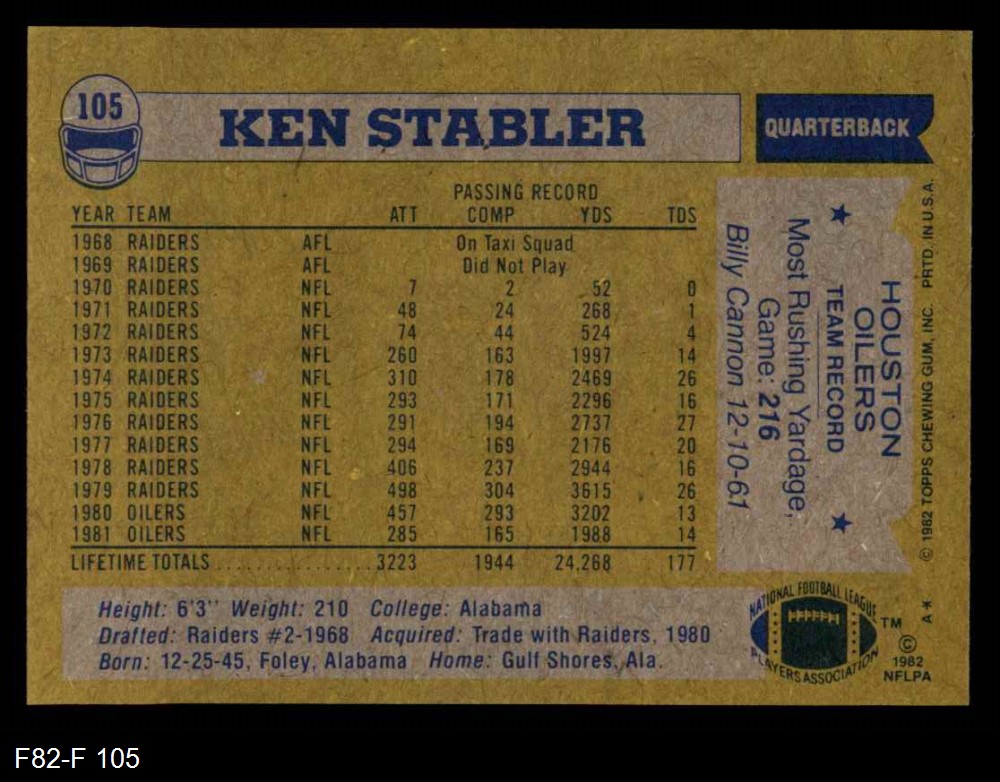 105
KEN STABLER
QUARTERBACK
PASSING RECORD
YEAR TEAM ATT COMP YDS TDS
1968 RAIDERS AFL On Taxi Squad
1969 RAIDERS AFL Did Not Play
1970 RAIDERS NFL 7 2 52 0
1971 RAIDERS NFL 48 24 268 1
1972 RAIDERS NFL 74 44 524 4
1973 RAIDERS NFL 260 163 1997 14
1974 RAIDERS NFL 310 178 2469 26
1975 RAIDERS NFL 293 171 2296 16
1976 RAIDERS NFL 291 194 2737 27
1977 RAIDERS NFL 294 169 2176 20
1978 RAIDERS NFL 406 237 2944 16
1979 RAIDERS NFL 498 304 3615 26
1980 OILERS NFL 457 293 3202 13
1981 OILERS NFL 285 165 1988 14
LIFETIME TOTALS ................ 3223 1944 24,268 177
HOUSTON
OILERS
★ TEAM RECORD ★
Most Rushing Yardage,
Game: 216
Billy Cannon 12-10-61
© 1982 TOPPS CHEWING GUM, INC. PRTD. IN U.S.A.
Height: 6'3" Weight: 210 College: Alabama
Drafted: Raiders #2-1968 Acquired: Trade with Raiders, 1980
Born: 12-25-45, Foley, Alabama Home: Gulf Shores, Ala.
NATIONAL FOOTBALL LEAGUE
PLAYERS ASSOCIATION
TM
A*
©
1982
NFLPA
F82-F 105